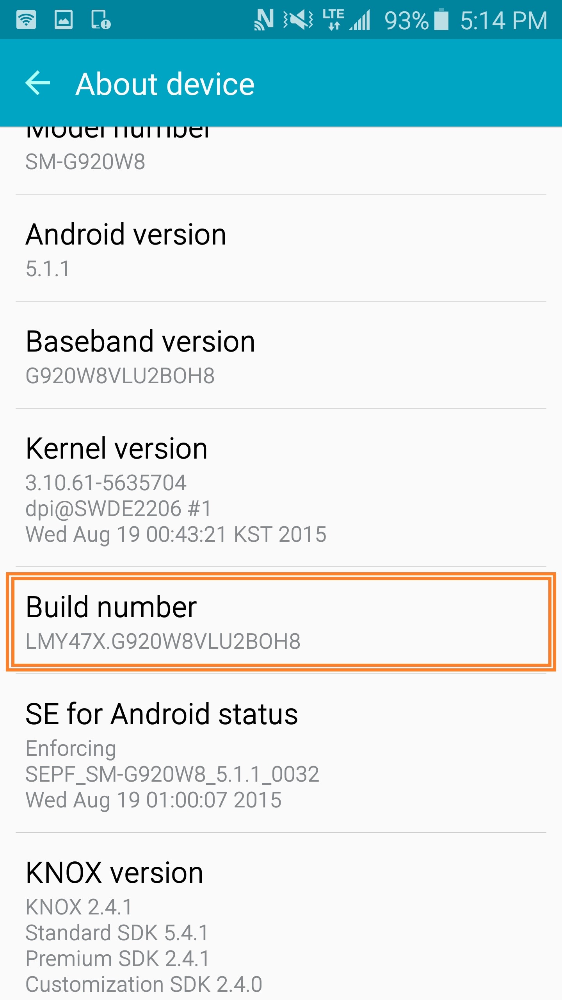 LTE 93% 5:14 PM
About device
Model number
SM-G920W8
Android version
5.1.1
Baseband version
G920W8VLU2BOH8
Kernel version
3.10.61-5635704
dpi@SWDE2206 #1
Wed Aug 19 00:43:21 KST 2015
Build number
LMY47X.G920W8VLU2BOH8
SE for Android status
Enforcing
SEPF_SM-G920W8_5.1.1_0032
Wed Aug 19 01:00:07 2015
KNOX version
KNOX 2.4.1
Standard SDK 5.4.1
Premium SDK 2.4.1
Customization SDK 2.4.0